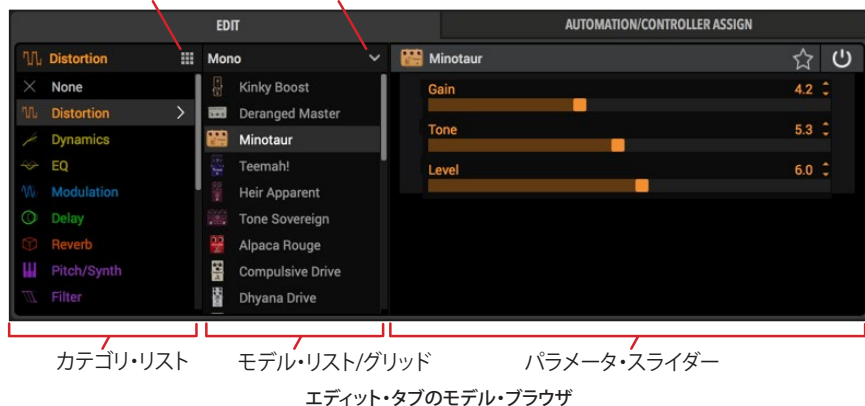 EDIT AUTOMATION/CONTROLLER ASSIGN
Distortion Mono Minotaur
None
Distortion
Dynamics
EQ
Modulation
Delay
Reverb
Pitch/Synth
Filter
Kinky Boost
Deranged Master
Minotaur
Teemah!
Heir Apparent
Tone Sovereign
Alpaca Rouge
Compulsive Drive
Dhyana Drive
Gain 4.2
Tone 5.3
Level 6.0
カテゴリ・リスト モデル・リスト/グリッド パラメータ・スライダー
エディット・タブのモデル・ブラウザ